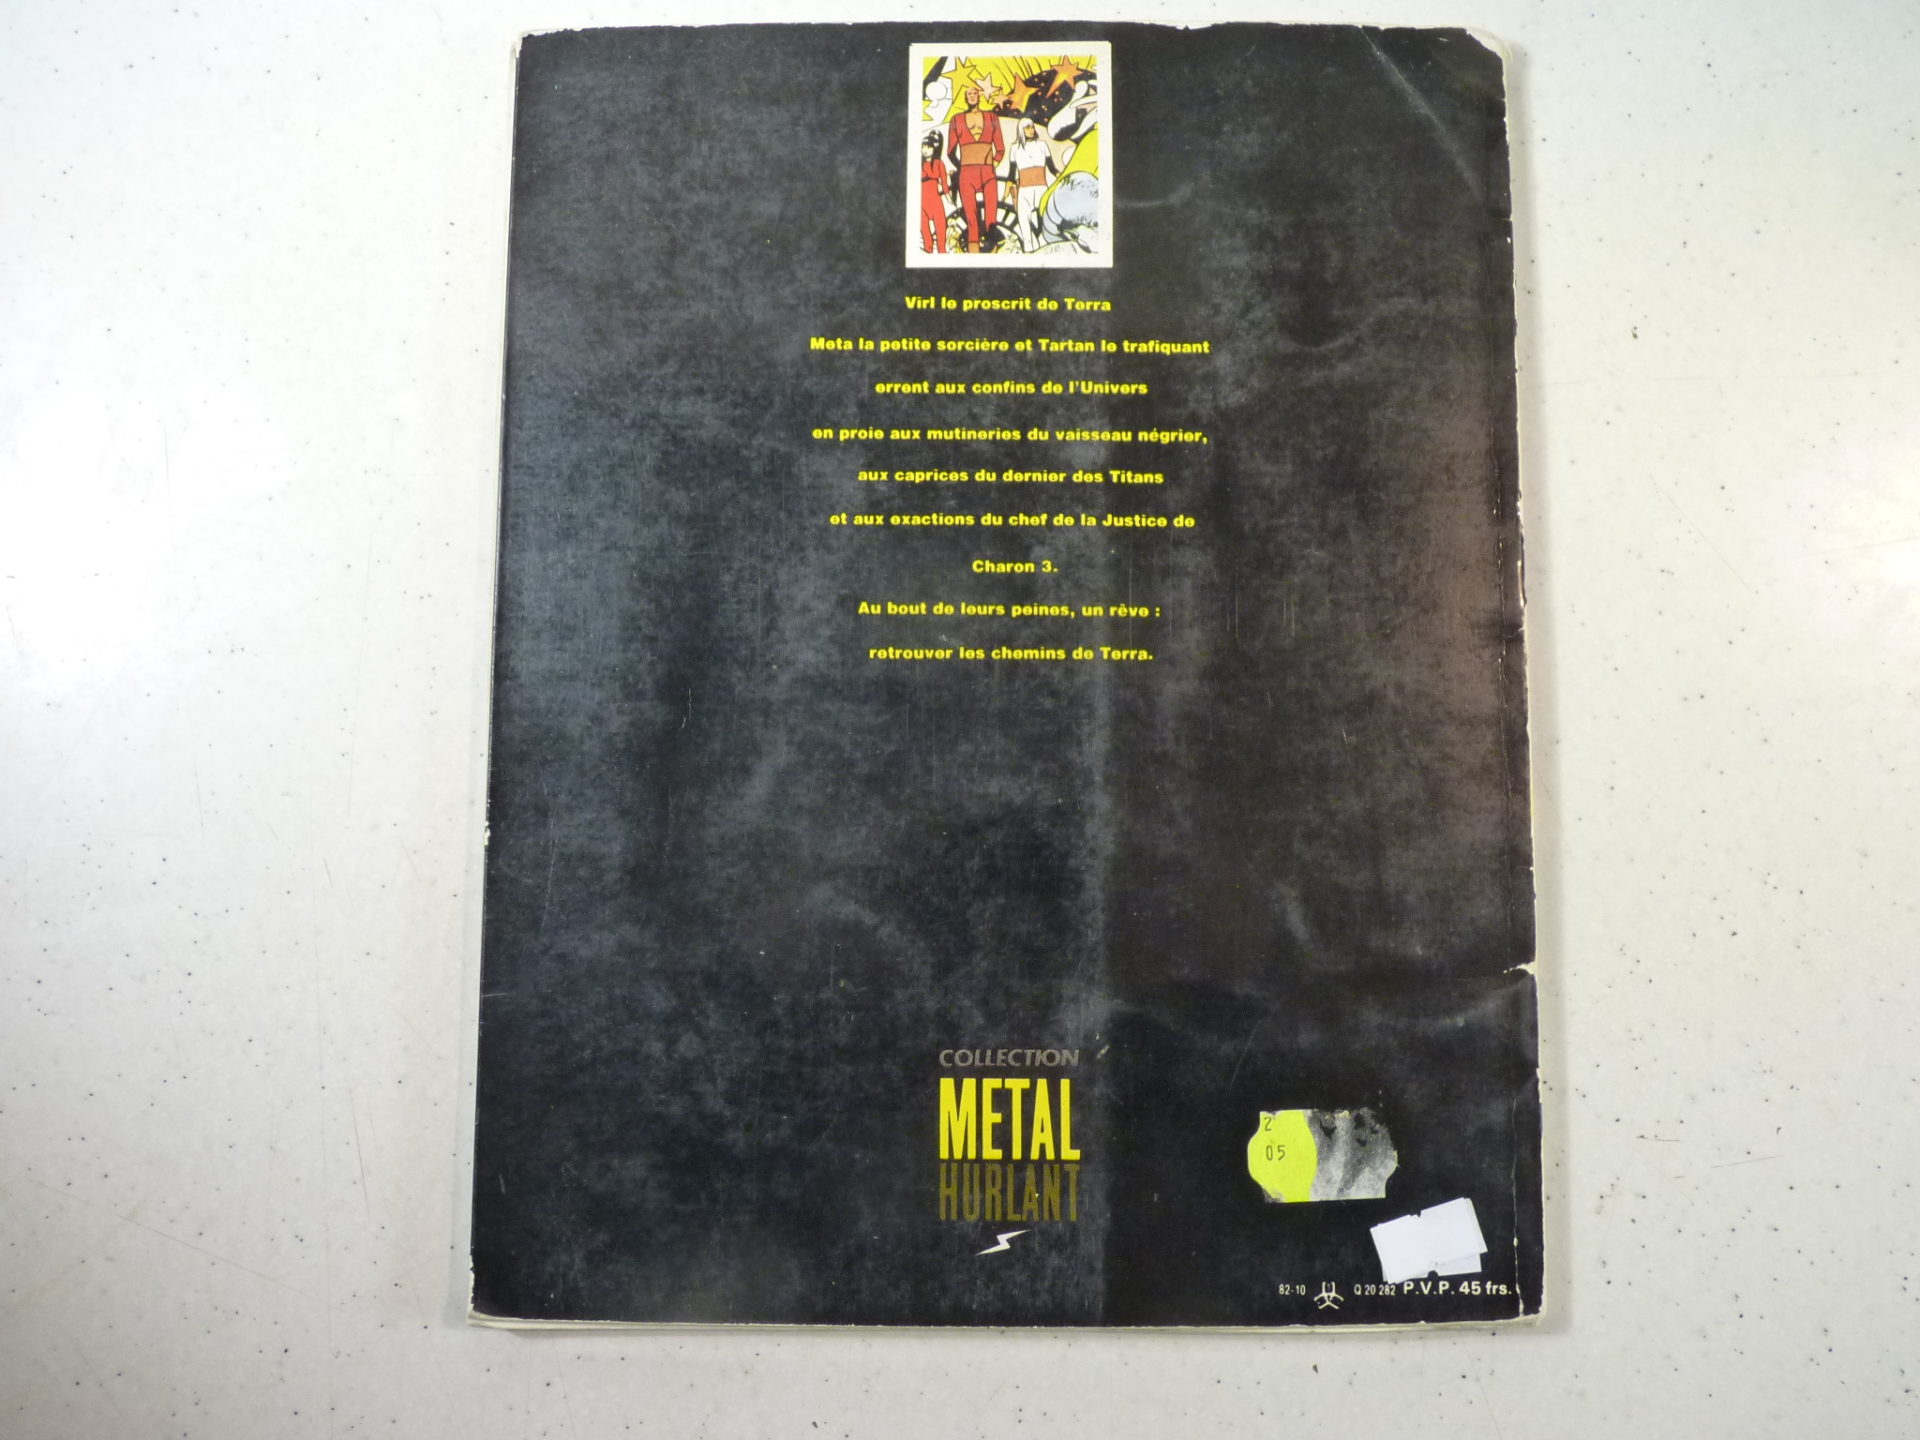 Virl le proscrit de Terra
Meta la petite sorcière et Tartan le trafiquant
errent aux confins de l'Univers
en proie aux mutineries du vaisseau négrier,
aux caprices du dernier des Titans
et aux exactions du chef de la Justice de
Charon 3.
Au bout de leurs peines, un rêve :
retrouver les chemins de Terra.
COLLECTION
METAL
HURLANT
2
05
82-10 Q 20 282 P.V.P. 45 frs.